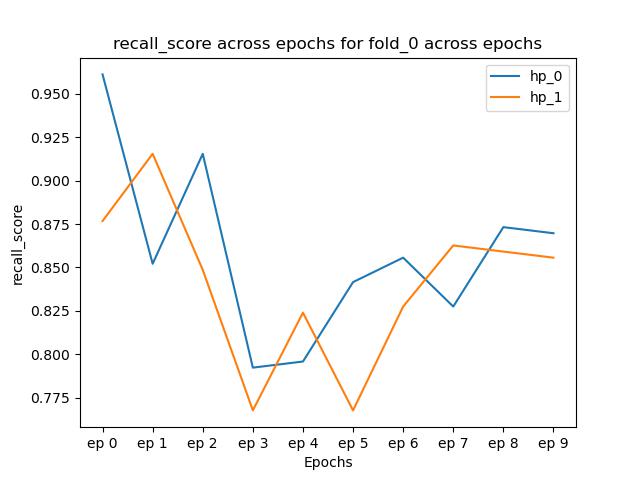 recall_score across epochs for fold_0 across epochs
hp_0
hp_1
0.950
0.925
0.900
0.875
0.850
0.825
0.800
0.775
recall_score
ep 0 ep 1 ep 2 ep 3 ep 4 ep 5 ep 6 ep 7 ep 8 ep 9
Epochs